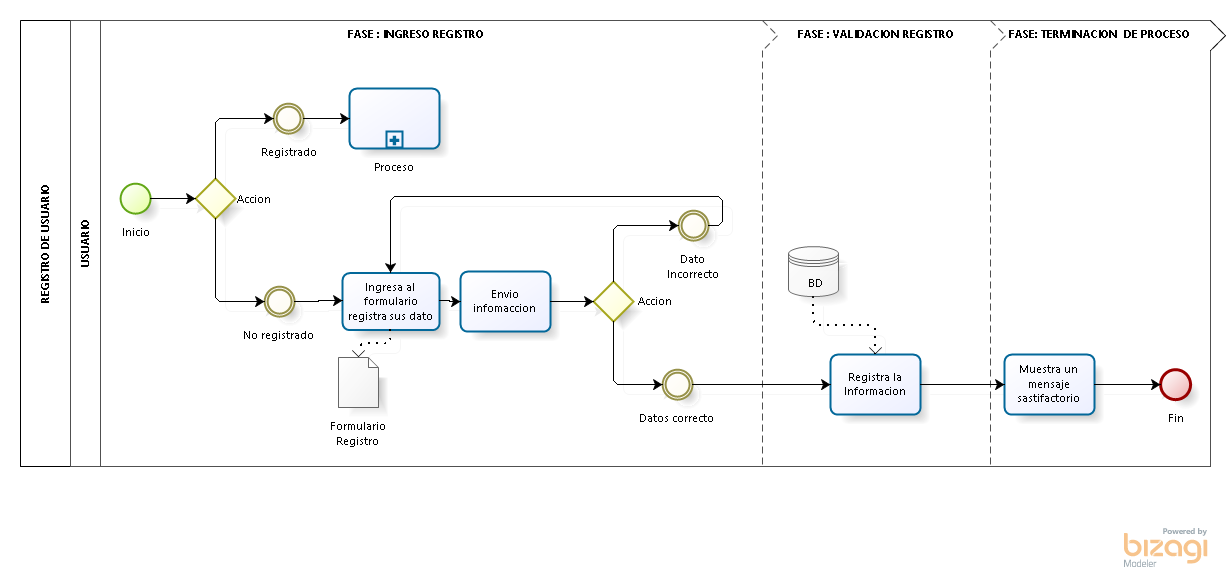 FASE : INGRESO REGISTRO
FASE : VALIDACION REGISTRO
FASE: TERMINACION  DE PROCESO
REGISTRO DE USUARIO
USUARIO
Registrado
Proceso
Accion
Inicio
No registrado
Ingresa al
formulario
registra sus dato
Formulario
Registro
Envio
infomaccion
Accion
Dato
Incorrecto
Datos correcto
BD
Registra la
Informacion
Muestra un
mensaje
sastifactorio
Fin
Powered by
bizagi
Modeler